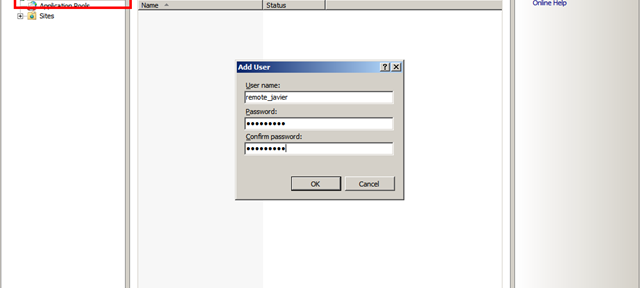 Application Pools
Sites
Name
Status
Online Help
Add User
User name:
remote_javier
Password:
●●●●●●●●●
Confirm password:
●●●●●●●●●
OK
Cancel